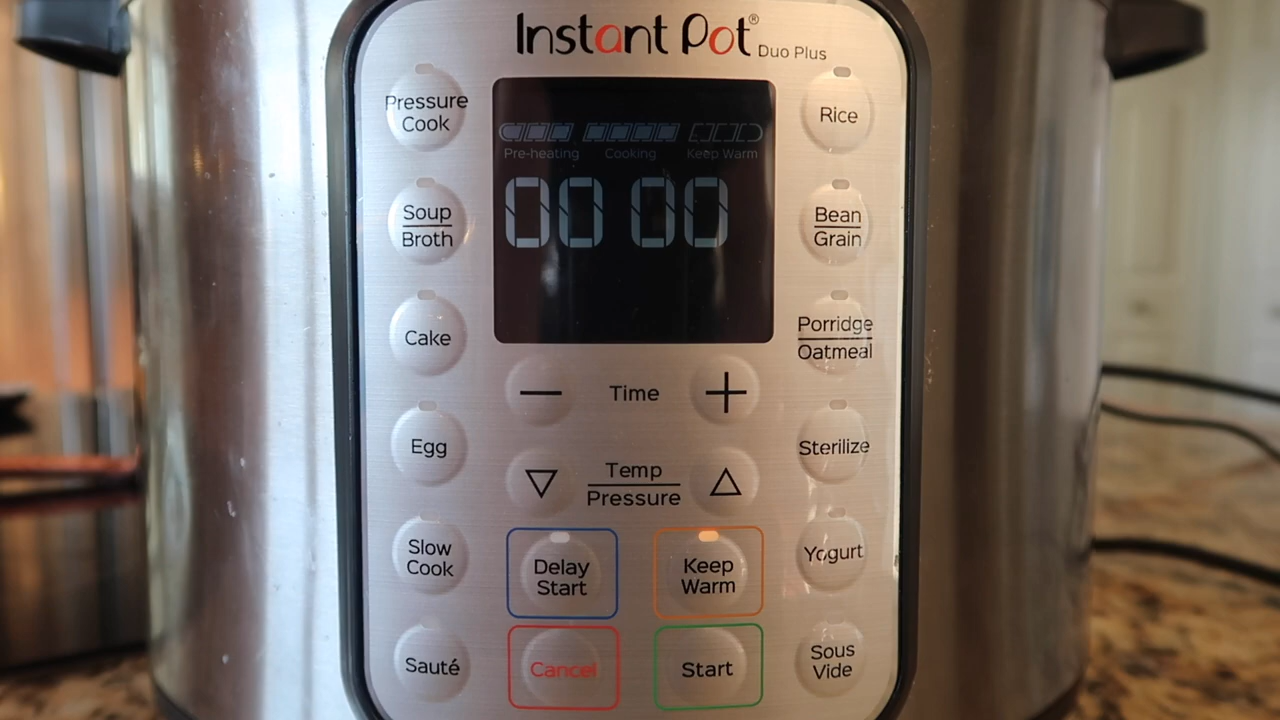 Instant Pot®
Duo Plus
Pressure
Cook
Rice
Pre-heating Cooking Keep Warm
00 00
Soup
Broth
Bean
Grain
Cake
Porridge
Oatmeal
Time
Egg
Temp
Pressure
Sterilize
Slow
Cook
Delay
Start
Keep
Warm
Yogurt
Sauté
Cancel
Start
Sous
Vide